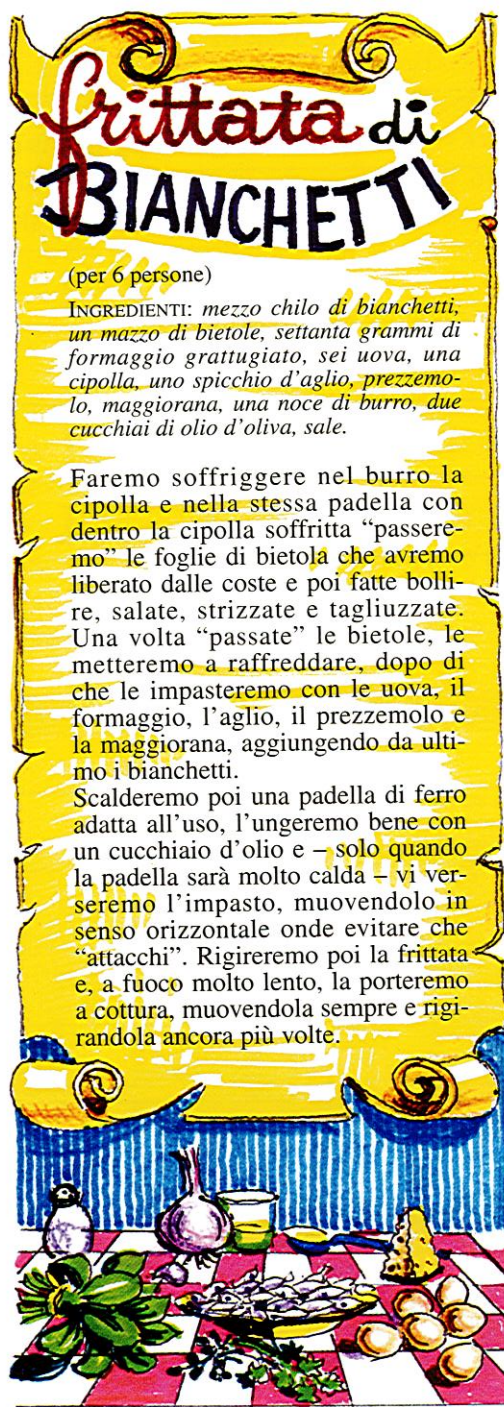 frittata di
BIANCHETTI
(per 6 persone)
INGREDIENTI: mezzo chilo di bianchetti,
un mazzo di bietole, settanta grammi di
formaggio grattugiato, sei uova, una
cipolla, uno spicchio d'aglio, prezzemo-
lo, maggiorana, una noce di burro, due
cucchiai di olio d'oliva, sale.
Faremo soffriggere nel burro la
cipolla e nella stessa padella con
dentro la cipolla soffritta “passere-
mo” le foglie di bietola che avremo
liberato dalle coste e poi fatte bolli-
re, salate, strizzate e tagliuzzate.
Una volta “passate” le bietole, le
metteremo a raffreddare, dopo di
che le impasteremo con le uova, il
formaggio, l'aglio, il prezzemolo e
la maggiorana, aggiungendo da ulti-
mo i bianchetti.
Scalderemo poi una padella di ferro
adatta all'uso, l'ungeremo bene con
un cucchiaio d'olio e – solo quando
la padella sarà molto calda – vi ver-
seremo l'impasto, muovendolo in
senso orizzontale onde evitare che
“attacchi”. Rigireremo poi la frittata
e, a fuoco molto lento, la porteremo
a cottura, muovendola sempre e rigi-
randola ancora più volte.